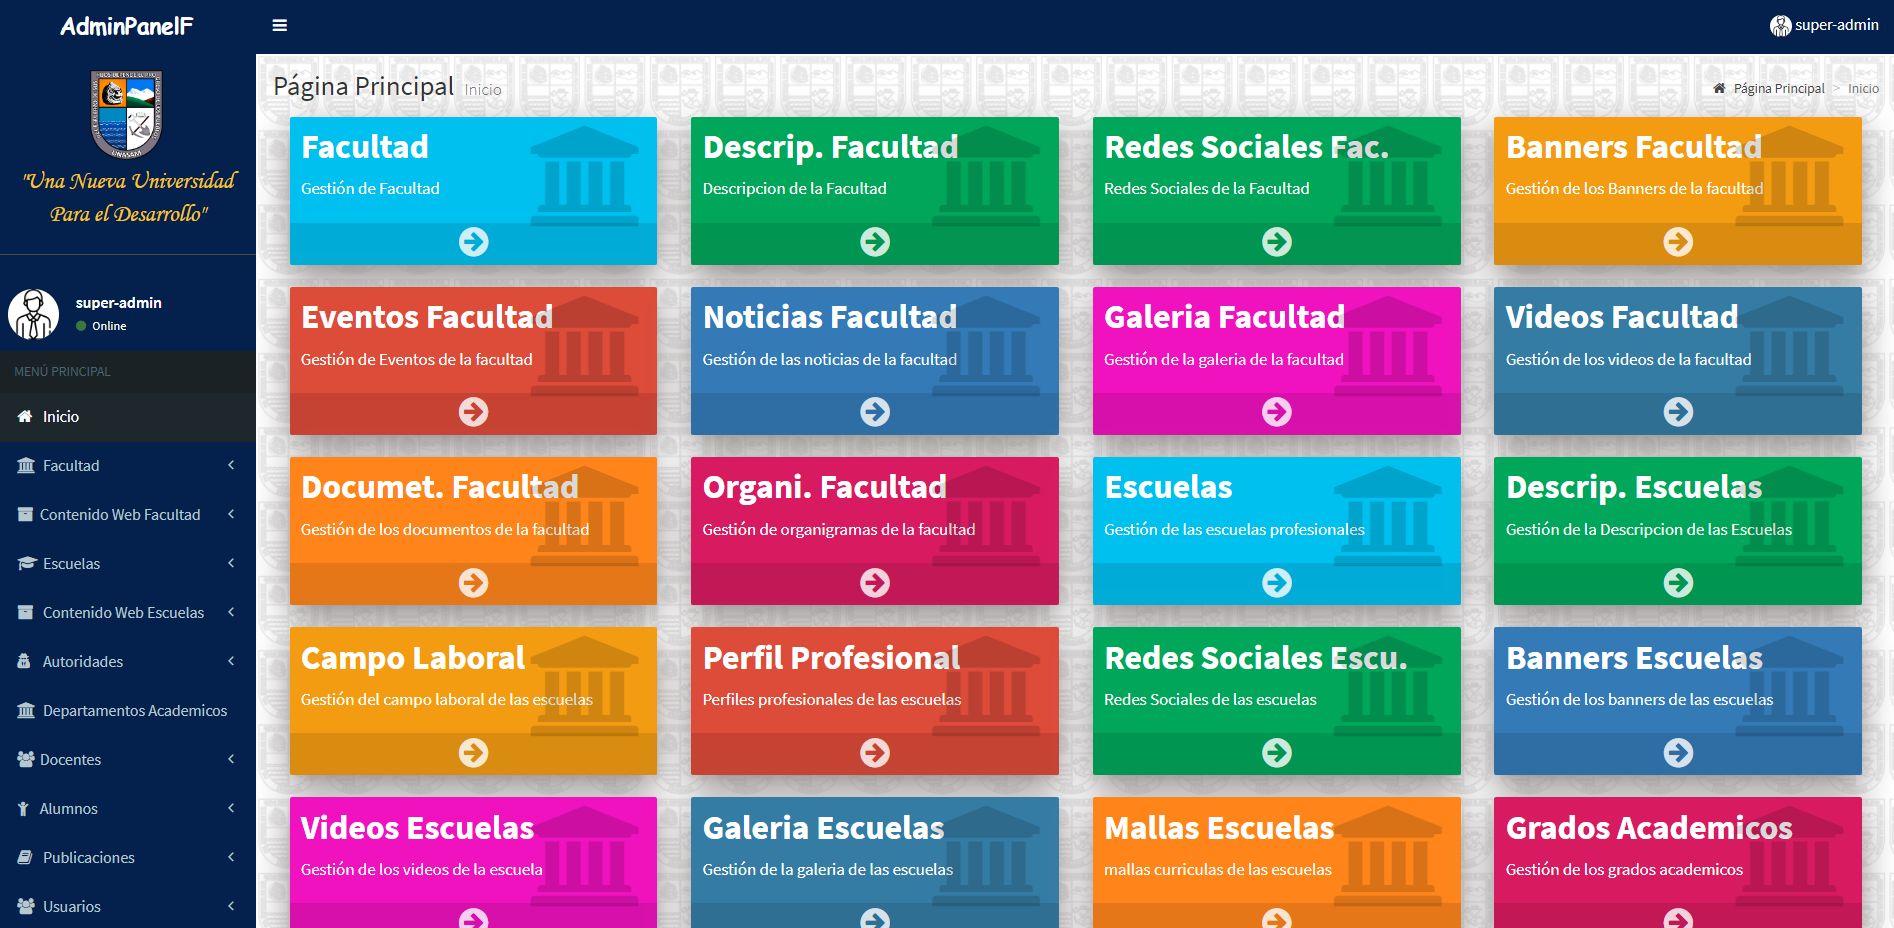 AdminPanelF
super-admin
UNASAM
"Una Nueva Universidad
Para el Desarrollo"
super-admin
Online
MENÚ PRINCIPAL
Inicio
Facultad
Contenido Web Facultad
Escuelas
Contenido Web Escuelas
Autoridades
Departamentos Academicos
Docentes
Alumnos
Publicaciones
Usuarios
Página Principal Inicio
Página Principal > Inicio
Facultad
Gestión de Facultad
Descrip. Facultad
Descripcion de la Facultad
Redes Sociales Fac.
Redes Sociales de la Facultad
Banners Facultad
Gestión de los Banners de la facultad
Eventos Facultad
Gestión de Eventos de la facultad
Noticias Facultad
Gestión de las noticias de la facultad
Galeria Facultad
Gestión de la galeria de la facultad
Videos Facultad
Gestión de los videos de la facultad
Documet. Facultad
Gestión de los documentos de la facultad
Organi. Facultad
Gestión de organigramas de la facultad
Escuelas
Gestión de las escuelas profesionales
Descrip. Escuelas
Gestión de la Descripcion de las Escuelas
Campo Laboral
Gestión del campo laboral de las escuelas
Perfil Profesional
Perfiles profesionales de las escuelas
Redes Sociales Escu.
Redes Sociales de las escuelas
Banners Escuelas
Gestión de los banners de las escuelas
Videos Escuelas
Gestión de los videos de la escuela
Galeria Escuelas
Gestión de la galeria de las escuelas
Mallas Escuelas
mallas curriculas de las escuelas
Grados Academicos
Gestión de los grados academicos